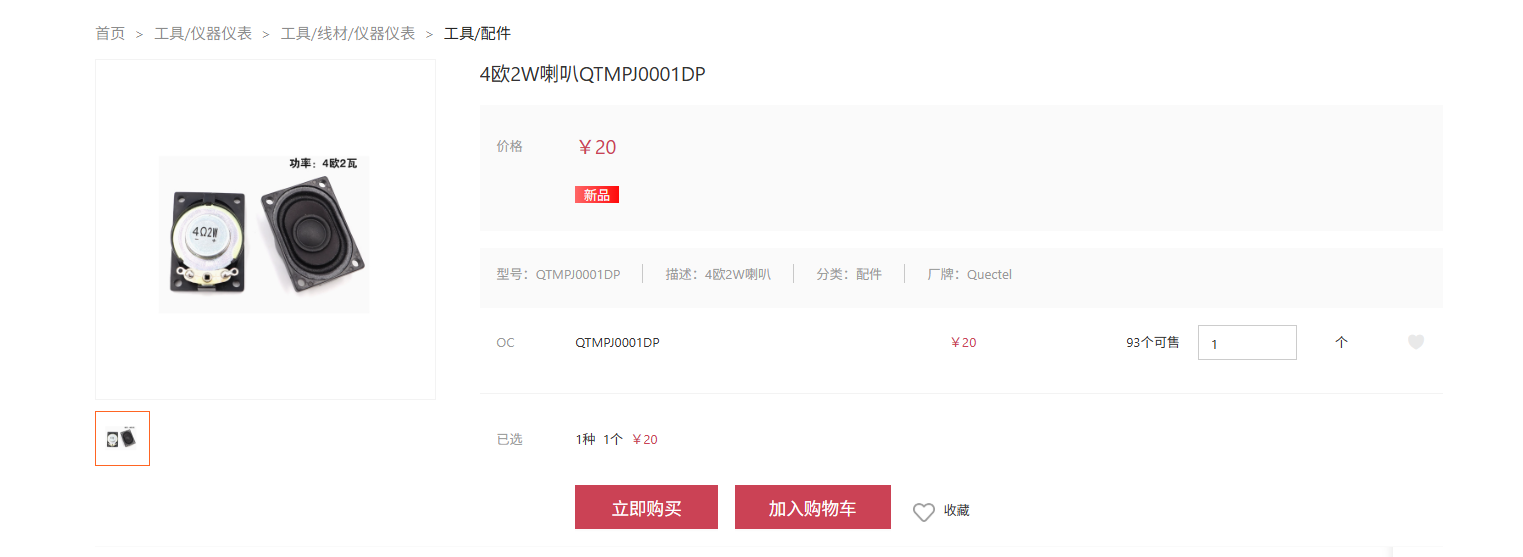 首页 > 工具/仪器仪表 > 工具/线材/仪器仪表 > 工具/配件
4欧2W喇叭QTMPJ0001DP
功率：4欧2瓦
4Ω2W
- +
价格 ￥20
新品
型号：QTMPJ0001DP 描述：4欧2W喇叭 分类：配件 厂牌：Quectel
OC QTMPJ0001DP ￥20 93个可售 1 个
已选 1种 1个 ￥20
立即购买 加入购物车 收藏